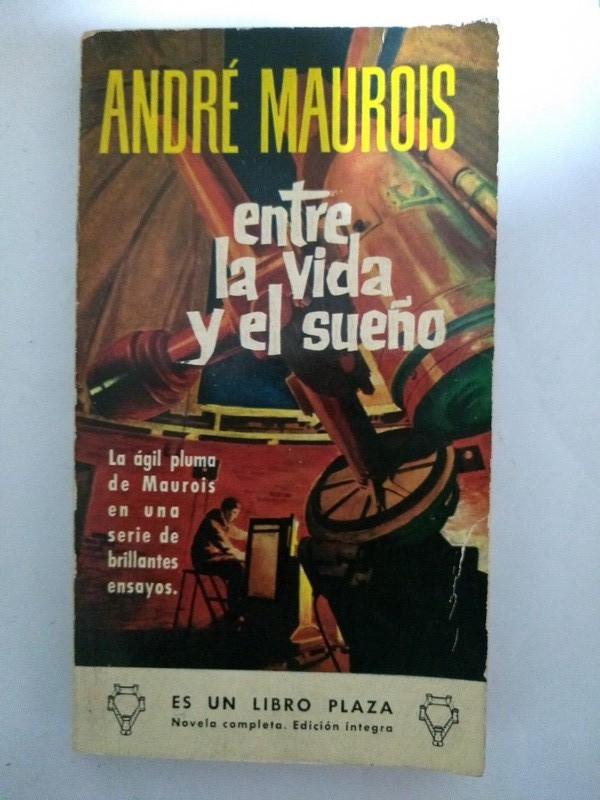 ANDRÉ MAUROIS
entre
la vida
y el sueño
La ágil pluma
de Maurois
en una
serie de
brillantes
ensayos.
ES UN LIBRO PLAZA
Novela completa. Edición íntegra